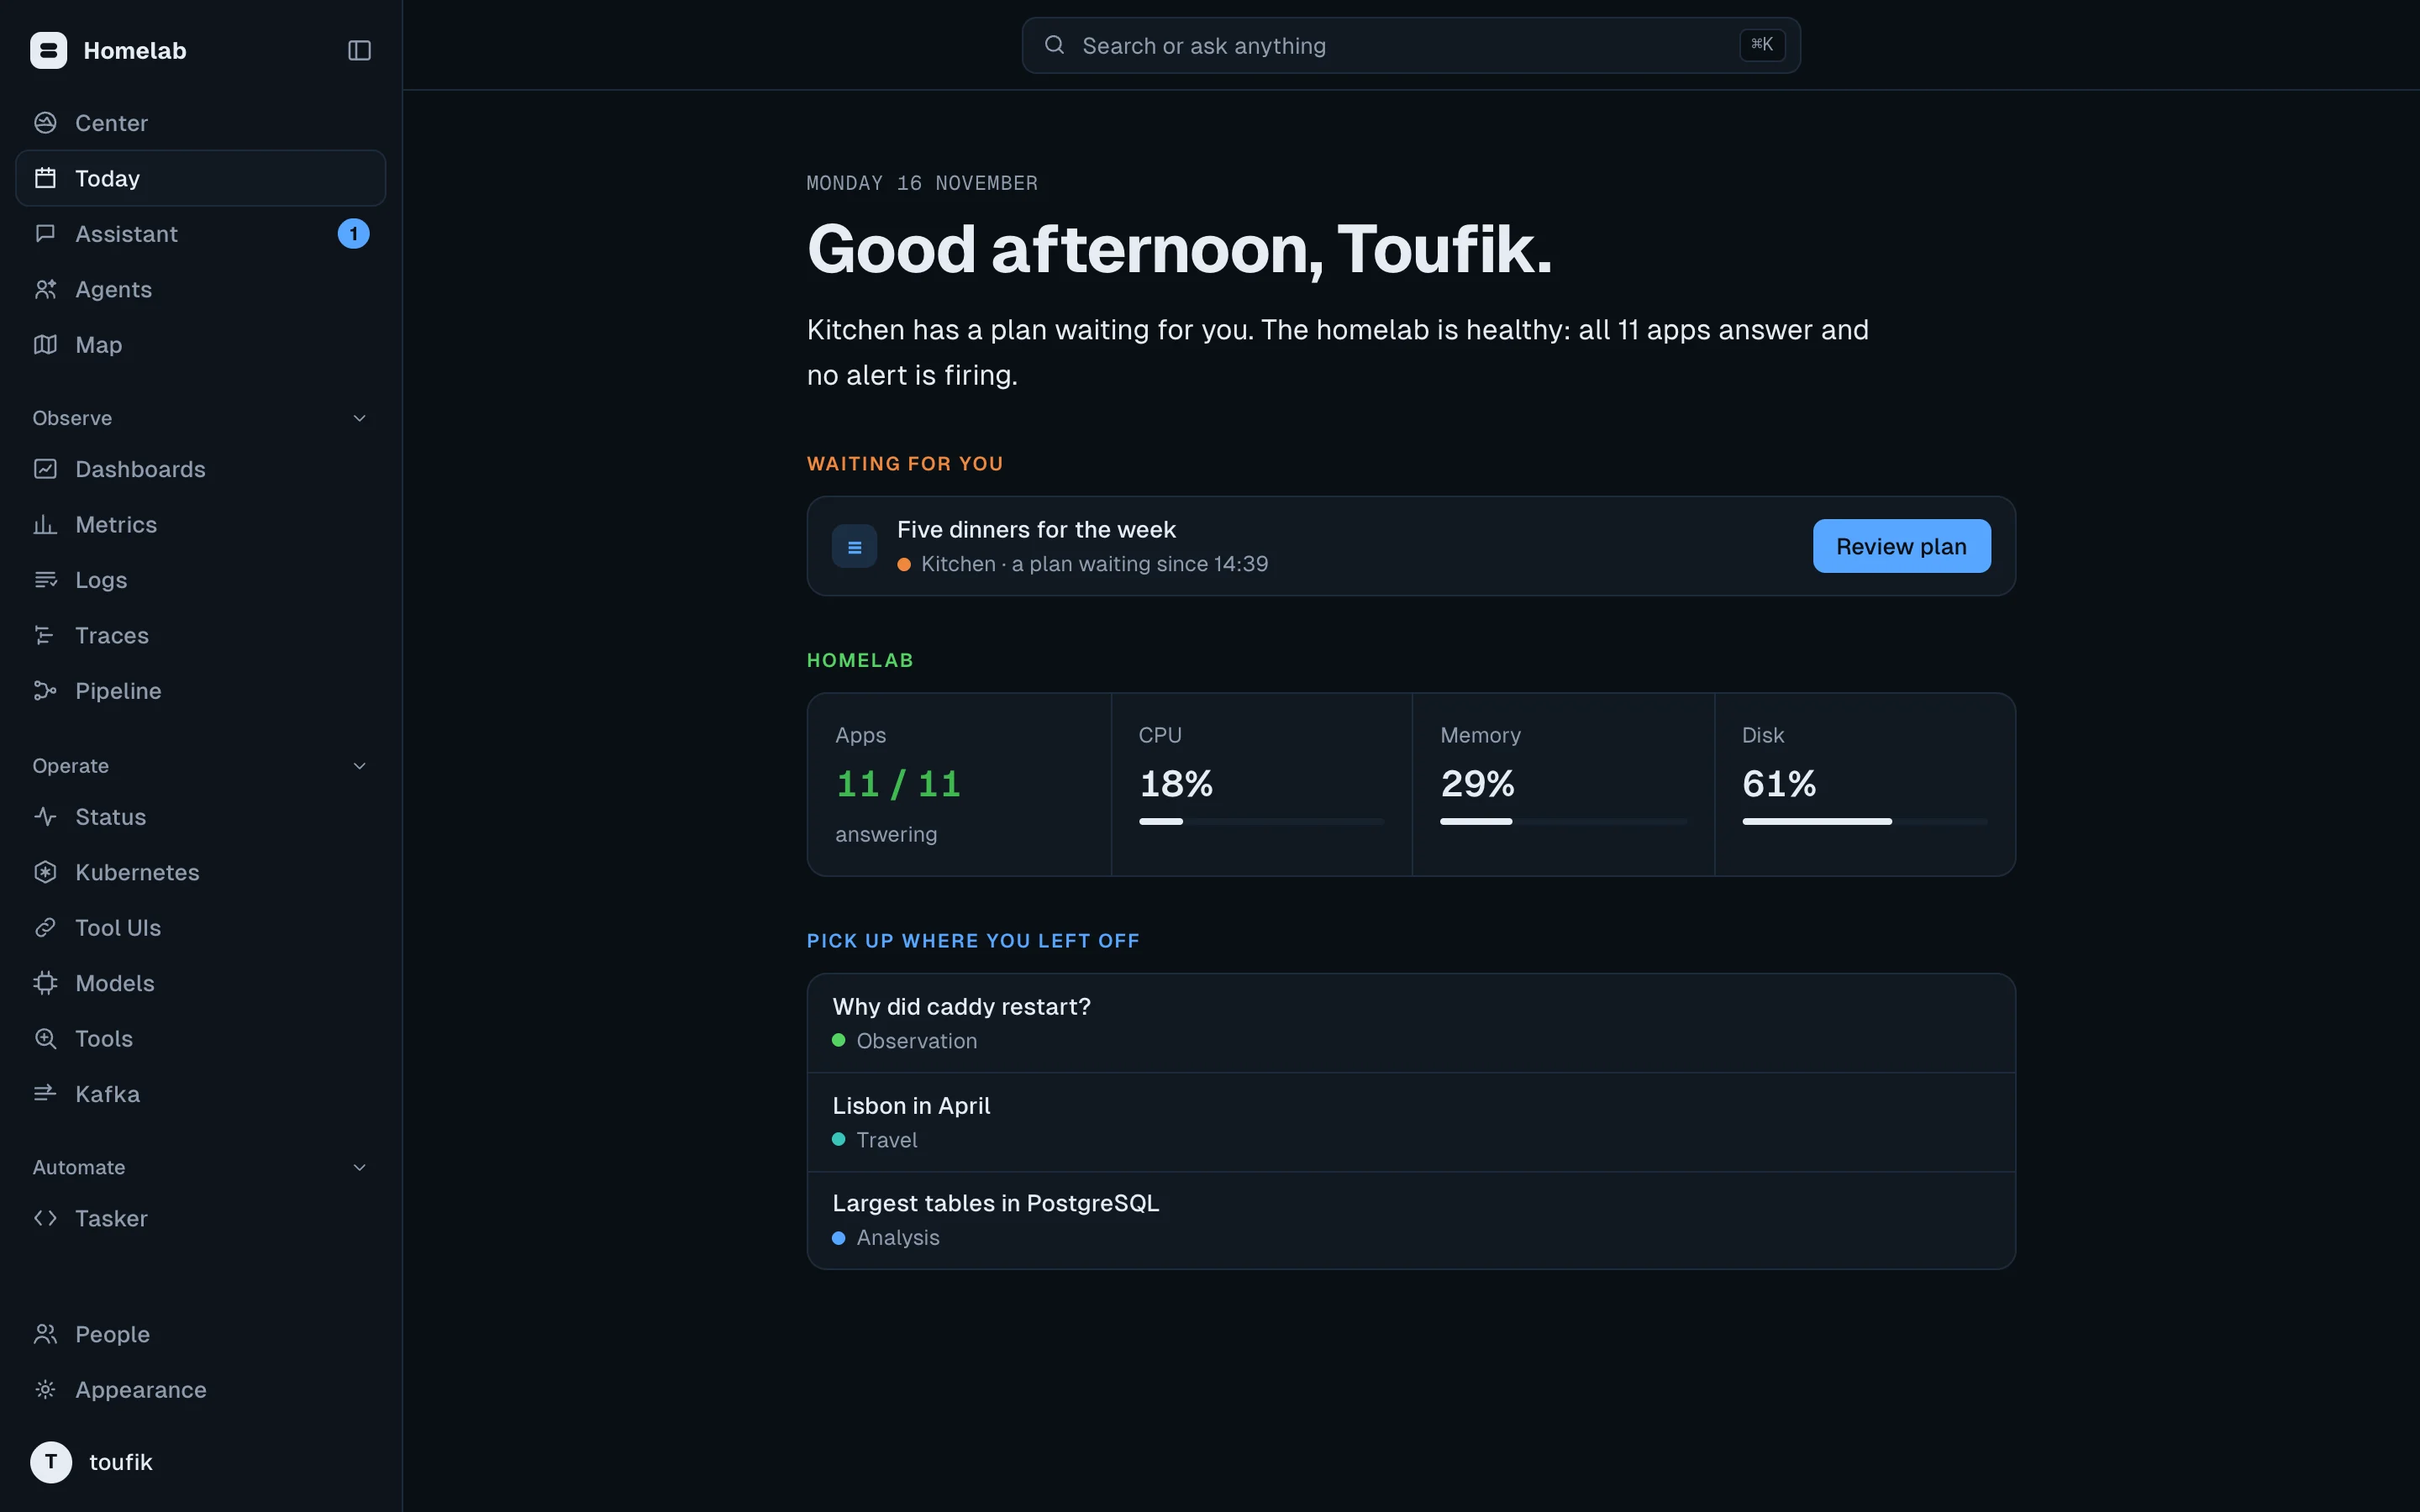 Homelab
Search or ask anything
⌘K
Center
Today
Assistant
1
Agents
Map
Observe
Dashboards
Metrics
Logs
Traces
Pipeline
Operate
Status
Kubernetes
Tool UIs
Models
Tools
Kafka
Automate
Tasker
People
Appearance
T
toufik
MONDAY 16 NOVEMBER
Good afternoon, Toufik.
Kitchen has a plan waiting for you. The homelab is healthy: all 11 apps answer and
no alert is firing.
WAITING FOR YOU
Five dinners for the week
Kitchen · a plan waiting since 14:39
Review plan
HOMELAB
Apps
11 / 11
answering
CPU
18%
Memory
29%
Disk
61%
PICK UP WHERE YOU LEFT OFF
Why did caddy restart?
Observation
Lisbon in April
Travel
Largest tables in PostgreSQL
Analysis